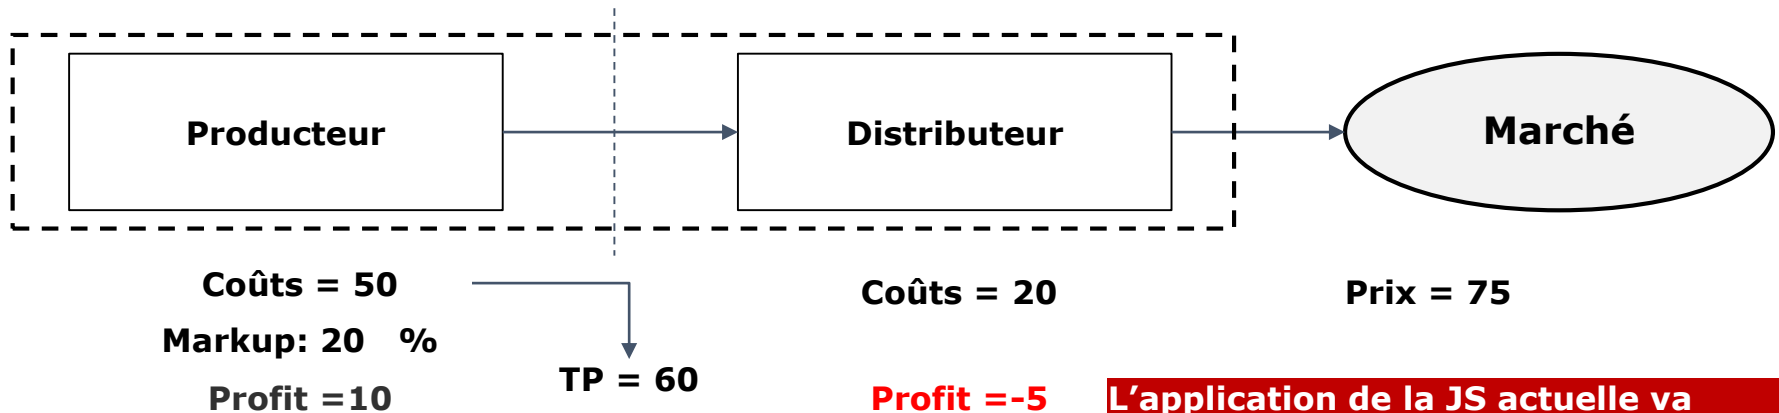 Producteur
Distributeur
Marché
Coûts = 50
Markup: 20 %
Profit =10
TP = 60
Coûts = 20
Profit =-5
Prix = 75
L’application de la JS actuelle va